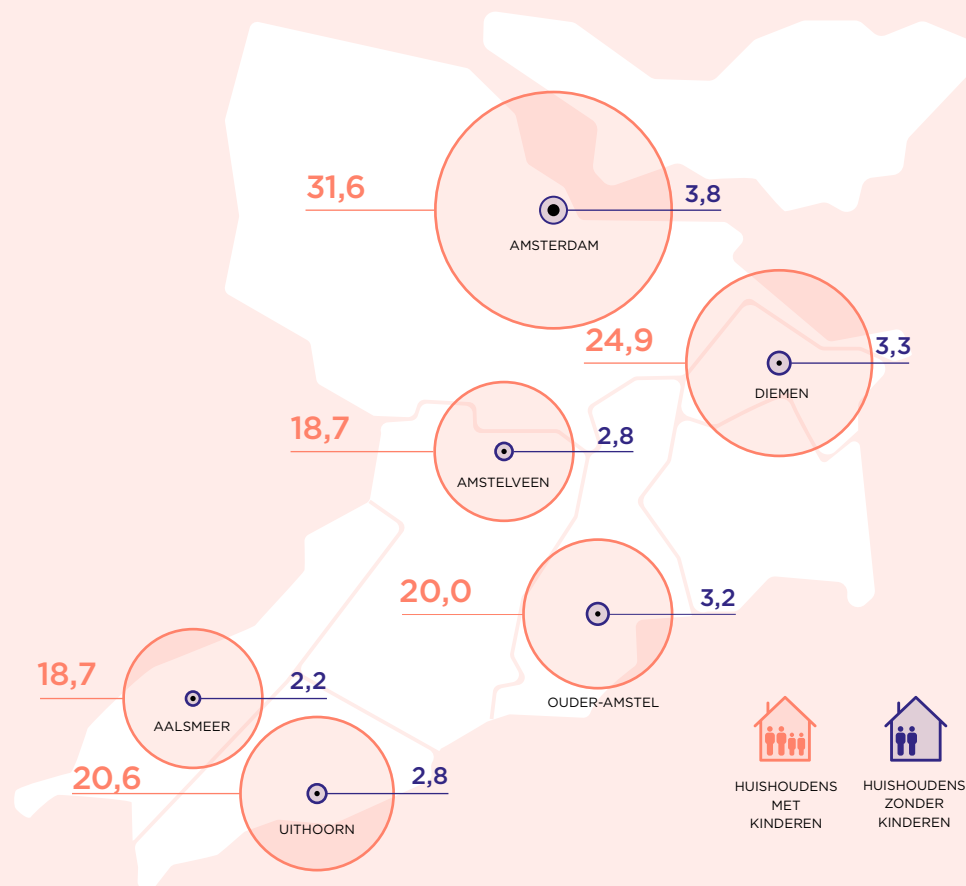 31,6
3,8
AMSTERDAM
24,9
3,3
DIEMEN
18,7
2,8
AMSTELVEEN
20,0
3,2
OUDER-AMSTEL
18,7
2,2
AALSMEER
20,6
2,8
UITHOORN
HUISHOUDENS
MET
KINDEREN
HUISHOUDENS
ZONDER
KINDEREN